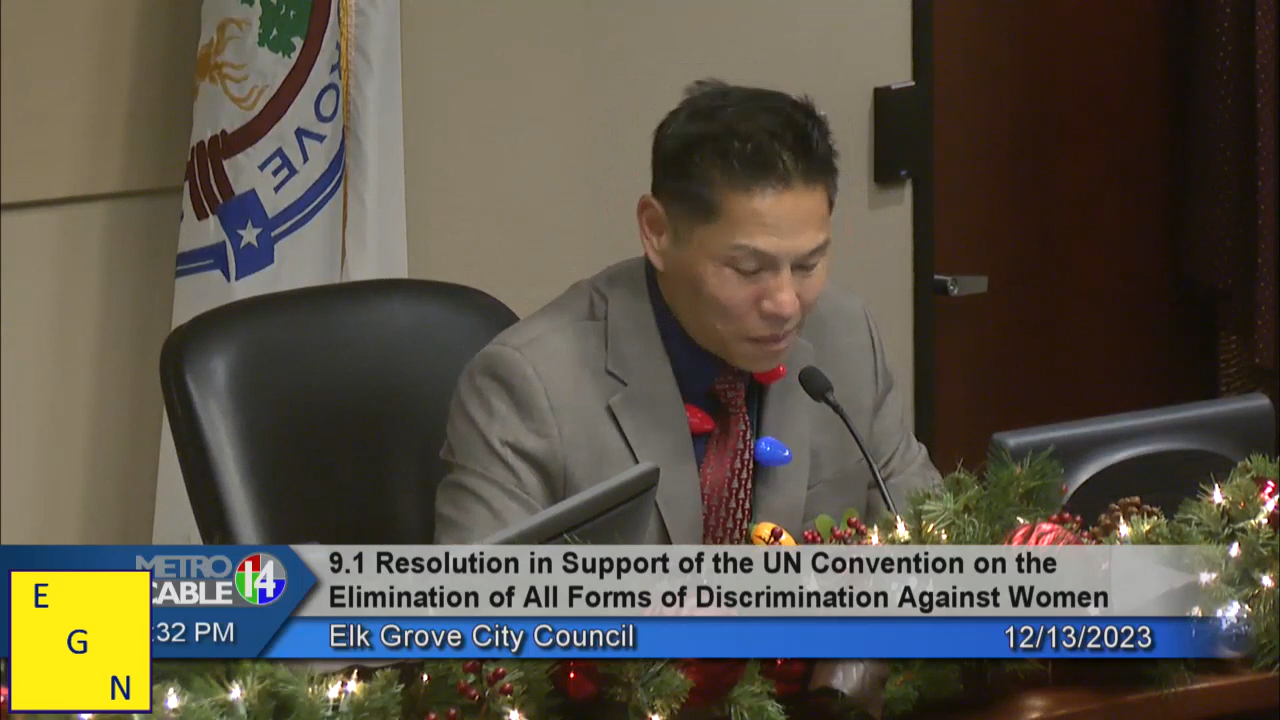 ROVE
METRO
CABLE 14
9.1 Resolution in Support of the UN Convention on the
Elimination of All Forms of Discrimination Against Women
:32 PM
Elk Grove City Council
12/13/2023
E
G
N